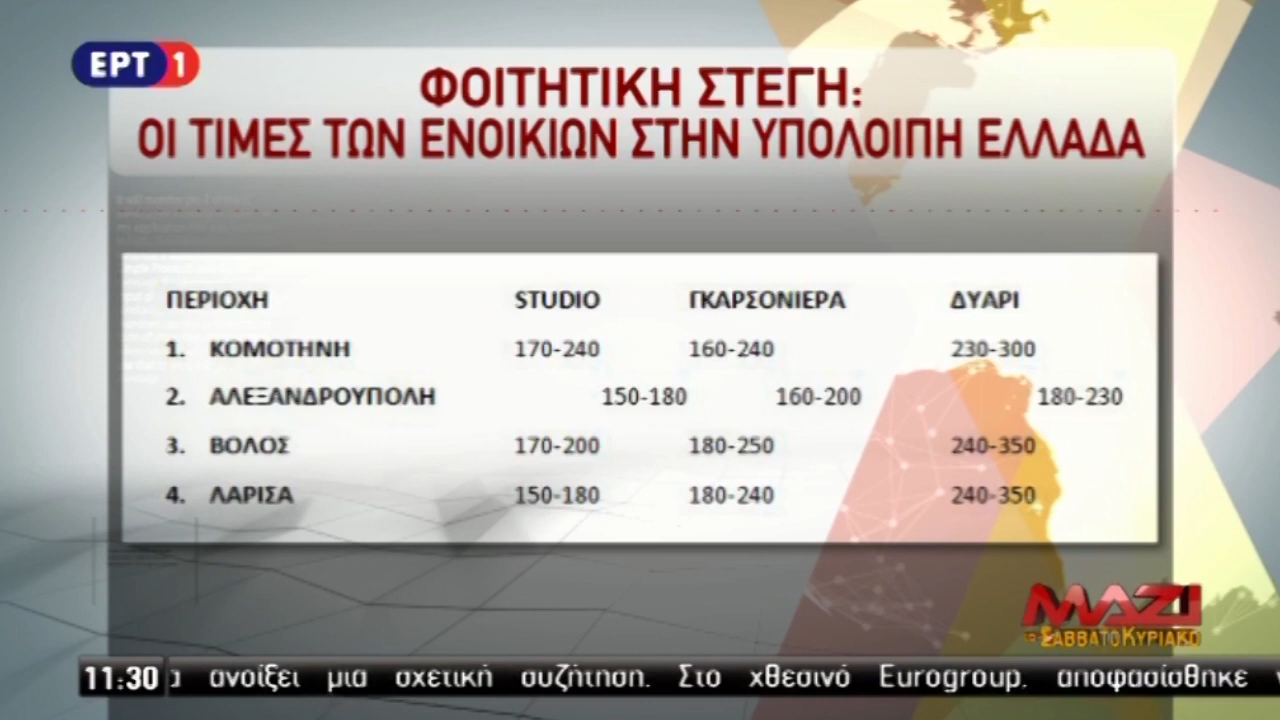 ΕΡΤ 1
ΦΟΙΤΗΤΙΚΗ ΣΤΕΓΗ:
ΟΙ ΤΙΜΕΣ ΤΩΝ ΕΝΟΙΚΙΩΝ ΣΤΗΝ ΥΠΟΛΟΙΠΗ ΕΛΛΑΔΑ
ΠΕΡΙΟΧΗ STUDIO ΓΚΑΡΣΟΝΙΕΡΑ ΔΥΑΡΙ
1. ΚΟΜΟΤΗΝΗ 170-240 160-240 230-300
2. ΑΛΕΞΑΝΔΡΟΥΠΟΛΗ 150-180 160-200 180-230
3. ΒΟΛΟΣ 170-200 180-250 240-350
4. ΛΑΡΙΣΑ 150-180 180-240 240-350
ΜΑΖΙ
το ΣΑΒΒΑΤΟΚΥΡΙΑΚΟ
11:30 ανοίξει μια σχετική συζήτηση. Στο χθεσινό Eurogroup, αποφασίσθηκε